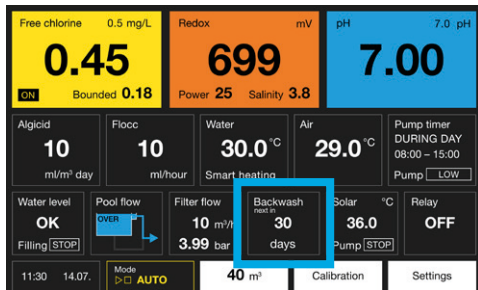 Free chlorine 0.5 mg/L
0.45
ON Bounded 0.18
Redox mV
699
Power 25 Salinity 3.8
pH 7.0 pH
7.00
Algicid
10
ml/m³ day
Flocc
10
ml/hour
Water
30.0°C
Smart heating
Air
29.0°C
Pump timer
DURING DAY
08:00 – 15:00
Pump LOW
Water level
OK
Filling STOP
Pool flow
OVER
Filter flow
10 m³/h
3.99 bar
Backwash
next in
30
days
Solar °C
36.0
Pump STOP
Relay
OFF
11:30 14.07.
Mode
AUTO
40 m³
Calibration
Settings